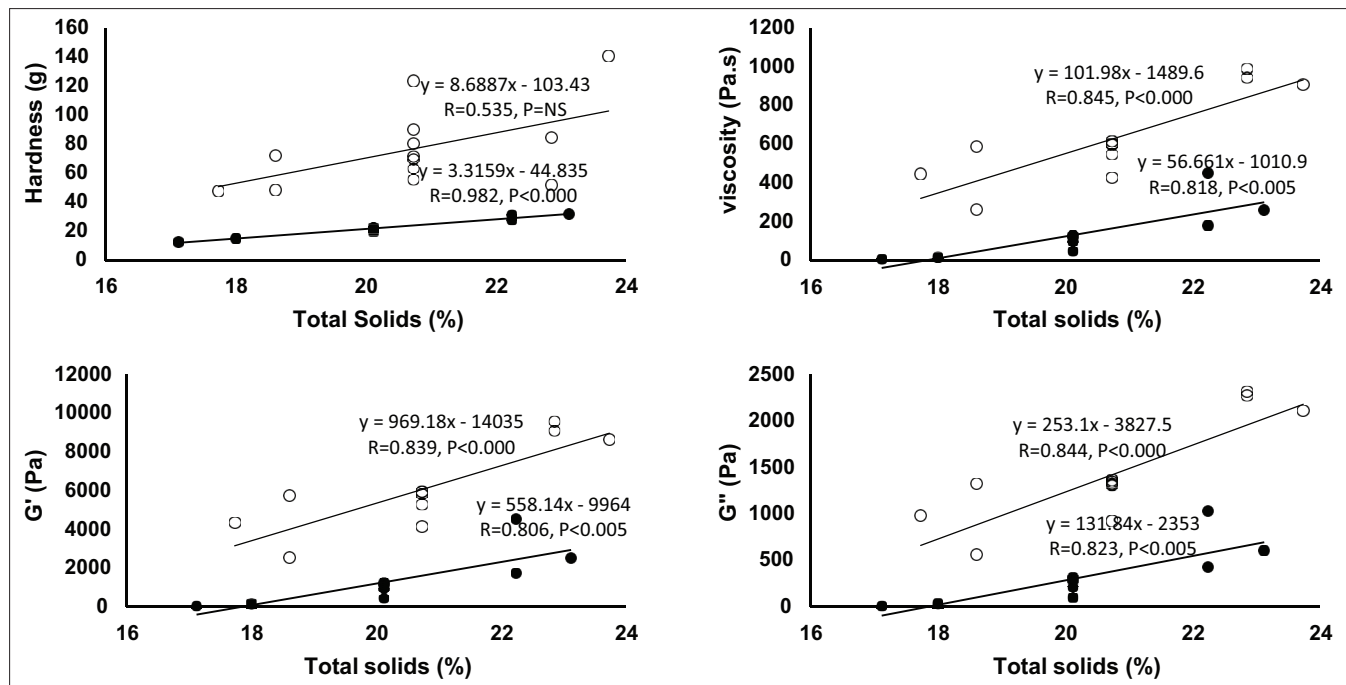 Hardness (g)
160
140
120
100
80
60
40
20
0
y = 8.6887x - 103.43
R=0.535, P=NS
y = 3.3159x - 44.835
R=0.982, P<0.000
16 18 20 22 24
Total Solids (%)
viscosity (Pa.s)
1200
1000
800
600
400
200
0
y = 101.98x - 1489.6
R=0.845, P<0.000
y = 56.661x - 1010.9
R=0.818, P<0.005
16 18 20 22 24
Total solids (%)
G' (Pa)
12000
10000
8000
6000
4000
2000
0
y = 969.18x - 14035
R=0.839, P<0.000
y = 558.14x - 9964
R=0.806, P<0.005
16 18 20 22 24
Total solids (%)
G" (Pa)
2500
2000
1500
1000
500
0
y = 253.1x - 3827.5
R=0.844, P<0.000
y = 131.84x - 2353
R=0.823, P<0.005
16 18 20 22 24
Total solids (%)